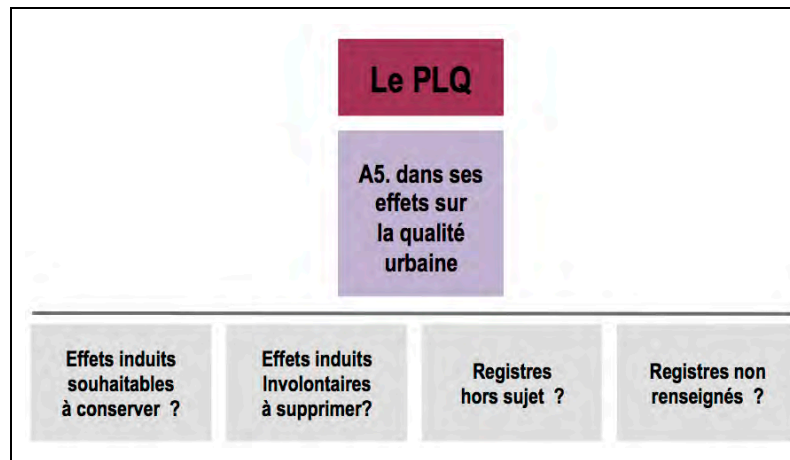 Le PLQ
A5. dans ses
effets sur
la qualité
urbaine
Effets induits
souhaitables
à conserver ?
Effets induits
Involontaires
à supprimer?
Registres
hors sujet ?
Registres non
renseignés ?